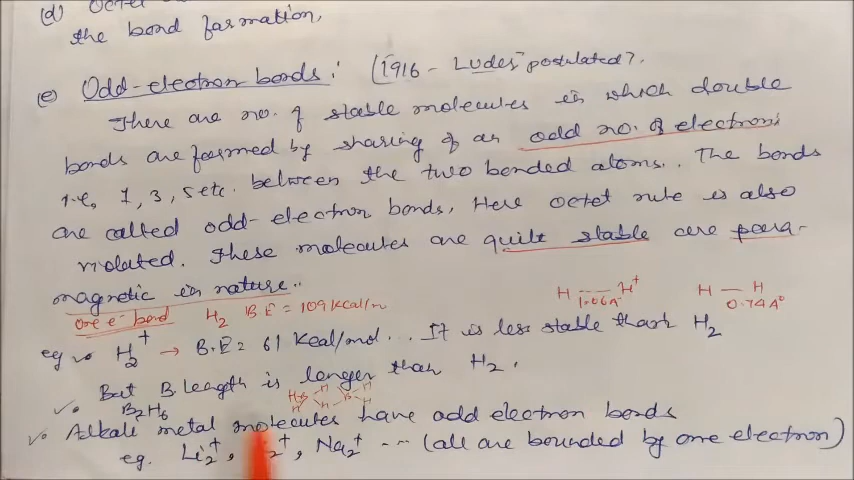 (d) Octet
the bond formation.
(e) Odd-electron bonds: (1916 - Ludes postulated?
There are no. of stable molecules in which double
bonds are formed by sharing of an odd no. of electrons
i.e, 1, 3, 5 etc. between the two bonded atoms. The bonds
are called odd-electron bonds. Here octet rule is also
violated. These molecules are quilt stable are para-
magnetic in nature..
H --- H+ H — H
1.06A° 0.74A°
One e- bond H2 B.E = 109 Kcal/m
eg H2+ → B.E = 61 Kcal/mol... It is less stable than H2
But B.length is longer than H2.
B2H6 H B H H B H H H
Alkali metal molecules have odd electron bonds
eg. Li2+, 2+, Na2+ --- (all are bounded by one electron)